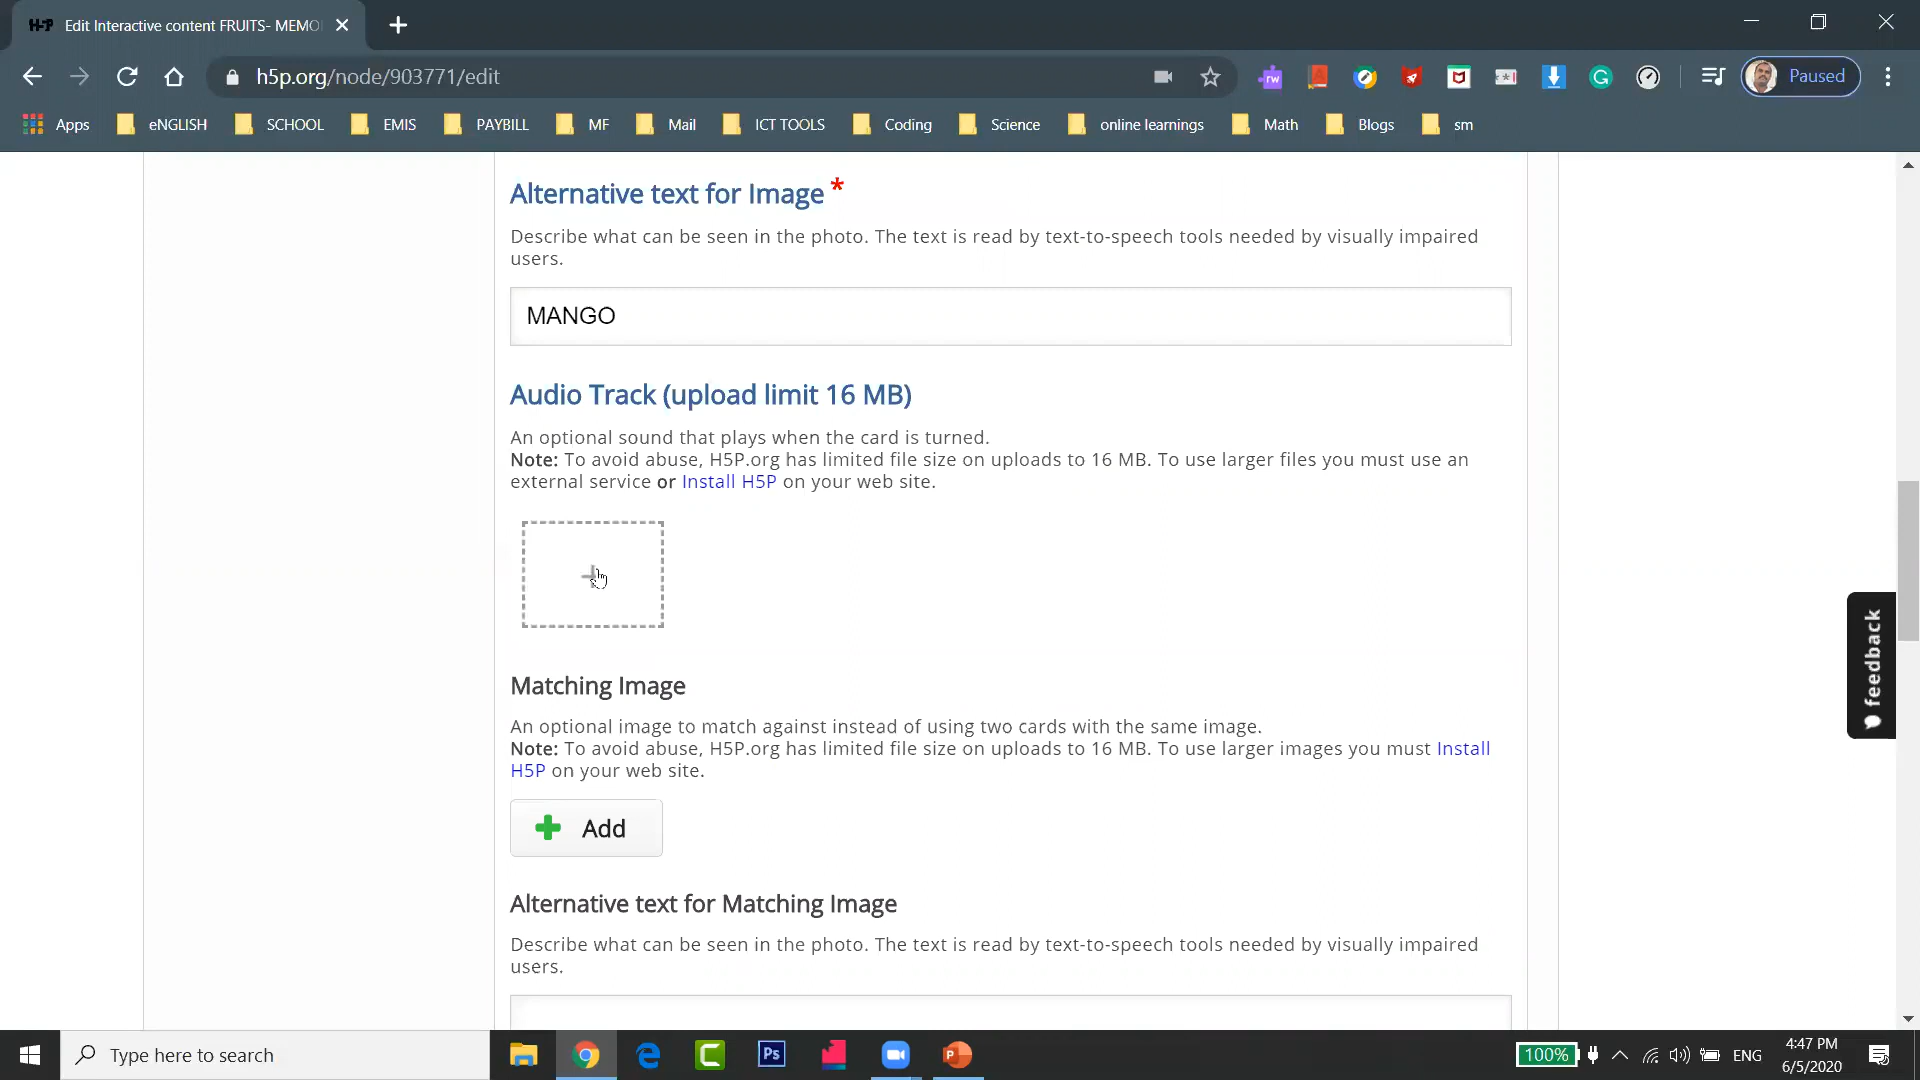 Edit Interactive content FRUITS- MEMO
h5p.org/node/903771/edit
Paused
Apps
eNGLISH
SCHOOL
EMIS
PAYBILL
MF
Mail
ICT TOOLS
Coding
Science
online learnings
Math
Blogs
sm
Alternative text for Image *
Describe what can be seen in the photo. The text is read by text-to-speech tools needed by visually impaired
users.
MANGO
Audio Track (upload limit 16 MB)
An optional sound that plays when the card is turned.
Note: To avoid abuse, H5P.org has limited file size on uploads to 16 MB. To use larger files you must use an
external service or Install H5P on your web site.
Matching Image
An optional image to match against instead of using two cards with the same image.
Note: To avoid abuse, H5P.org has limited file size on uploads to 16 MB. To use larger images you must Install
H5P on your web site.
Add
Alternative text for Matching Image
Describe what can be seen in the photo. The text is read by text-to-speech tools needed by visually impaired
users.
feedback
Type here to search
Ps
100%
ENG
4:47 PM
6/5/2020